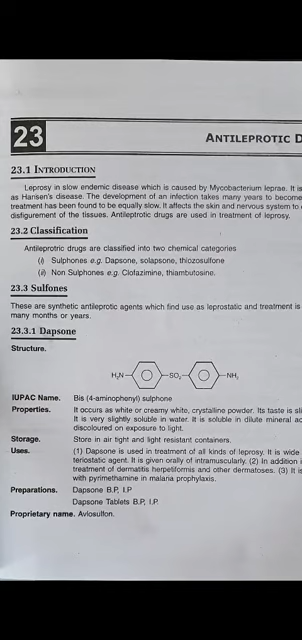 23
ANTILEPROTIC D
23.1 INTRODUCTION
Leprosy in slow endemic disease which is caused by Mycobacterium leprae. It is
as Hansen's disease. The development of an infection takes many years to become
treatment has been found to be equally slow. It affects the skin and nervous system to
disfigurement of the tissues. Antileptrotic drugs are used in treatment of leprosy.
23.2 Classification
Antileprotric drugs are classified into two chemical categories
(i) Sulphones e.g. Dapsone, solapsone, thiozosulfone
(ii) Non Sulphones e.g. Clofazimine, thiambutosine.
23.3 Sulfones
These are synthetic antileprotic agents which find use as leprostatic and treatment is
many months or years.
23.3.1 Dapsone
Structure.
H₂N SO₂ NH₂
IUPAC Name. Bis (4-aminophenyl) sulphone
Properties. It occurs as white or creamy white, crystalline powder. Its taste is sli
It is very slightly soluble in water. It is soluble in dilute mineral ac
discoloured on exposure to light.
Storage. Store in air tight and light resistant containers.
Uses. (1) Dapsone is used in treatment of all kinds of leprosy. It is wide
teriostatic agent. It is given orally of intramuscularly. (2) In addition
treatment of dermatitis herpetiformis and other dermatoses. (3) It is
with pyrimethamine in malaria prophylaxis.
Preparations. Dapsone B.P, I.P
Dapsone Tablets B.P, I.P.
Proprietary name. Avlosulfon.